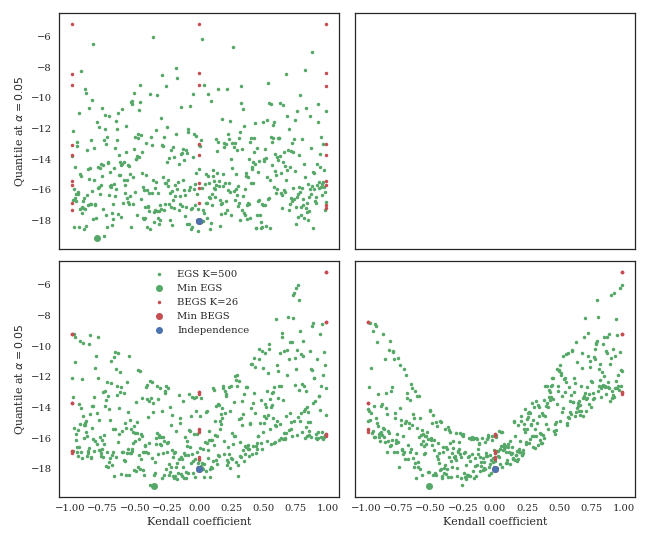 −6
−8
−10
−12
−14
−16
−18
Quantile at α = 0.05
−6
−8
−10
−12
−14
−16
−18
Quantile at α = 0.05
EGS K=500
Min EGS
BEGS K=26
Min BEGS
Independence
−1.00 −0.75 −0.50 −0.25 0.00 0.25 0.50 0.75 1.00
Kendall coefficient
−1.00 −0.75 −0.50 −0.25 0.00 0.25 0.50 0.75 1.00
Kendall coefficient